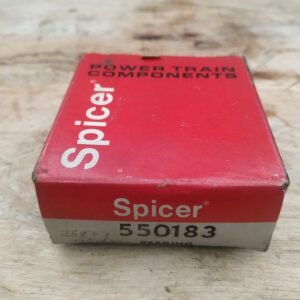 POWER TRAIN
COMPONENTS
Spicer®
Spicer®
550183
BEARING